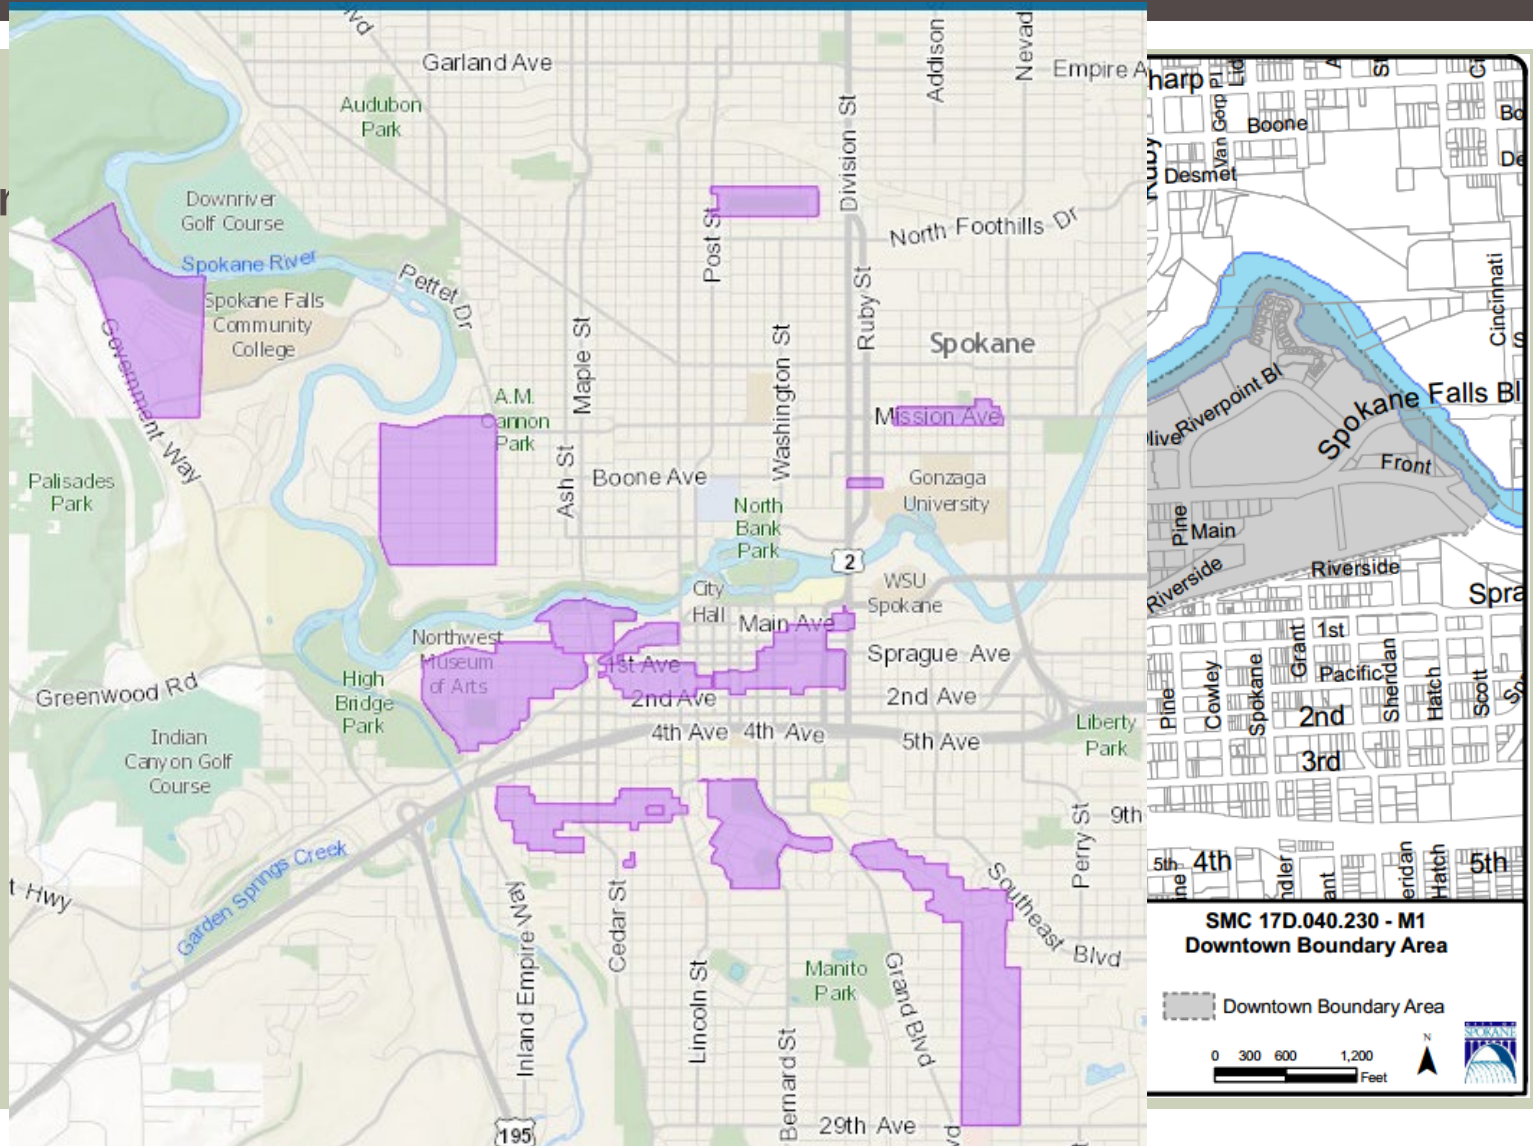 Garland Ave
Addison
Empire A
Audubon
Park
Division St
Downriver
Golf Course
Post St
North Foothills Dr
Spokane River
Pettet Dr
Spokane Falls
Community
College
Government Way
Maple St
Washington St
Ruby St
Spokane
A.M.
Cannon
Park
Mission Ave
Palisades
Park
Ash St
Boone Ave
Gonzaga
University
North
Bank
Park
2
City
Hall
WSU
Spokane
Main Ave
Northwest
Museum
of Arts
1st Ave
Sprague Ave
Greenwood Rd
High
Bridge
Park
2nd Ave
2nd Ave
4th Ave
4th Ave
5th Ave
Liberty
Park
Indian
Canyon Golf
Course
9th
Perry St
Garden Springs Creek
t Hwy
Inland Empire Way
Cedar St
Southeast Blvd
Lincoln St
Manito
Park
Grand Blvd
Bernard St
29th Ave
195
harp
Van Gorp Pl
Boone
Desmet
Cincinnati
Riverpoint Bl
Spokane Falls Bl
Front
Pine
Main
Riverside
Riverside
Spra
1st
Grant
Pacific
Sheridan
Pine
Cowley
Spokane
Hatch
Scott
2nd
3rd
5th
4th
5th
Hatch
SMC 17D.040.230 - M1
Downtown Boundary Area
Downtown Boundary Area
N
0 300 600 1,200
Feet
CITY OF
SPOKANE